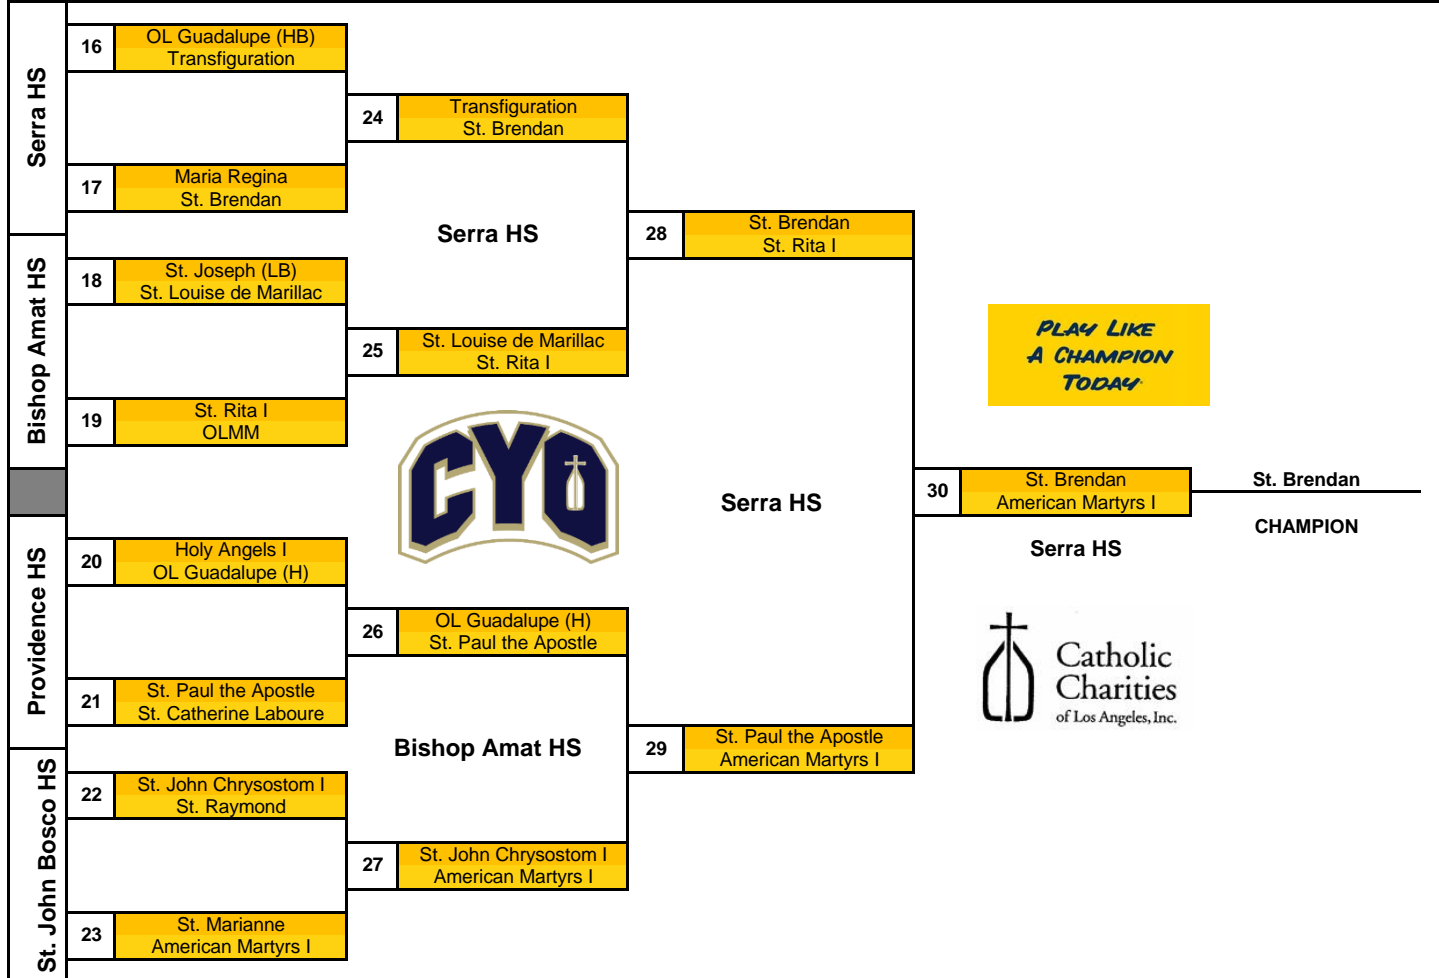 Serra HS
16
OL Guadalupe (HB)
Transfiguration
24
Transfiguration
St. Brendan
17
Maria Regina
St. Brendan
Serra HS
28
St. Brendan
St. Rita I
Bishop Amat HS
18
St. Joseph (LB)
St. Louise de Marillac
25
St. Louise de Marillac
St. Rita I
19
St. Rita I
OLMM
PLAY LIKE
A CHAMPION
TODAY
CYO
Serra HS
30
St. Brendan
American Martyrs I
St. Brendan
CHAMPION
Serra HS
Providence HS
20
Holy Angels I
OL Guadalupe (H)
26
OL Guadalupe (H)
St. Paul the Apostle
21
St. Paul the Apostle
St. Catherine Laboure
Catholic
Charities
of Los Angeles, Inc.
Bishop Amat HS
29
St. Paul the Apostle
American Martyrs I
St. John Bosco HS
22
St. John Chrysostom I
St. Raymond
27
St. John Chrysostom I
American Martyrs I
23
St. Marianne
American Martyrs I